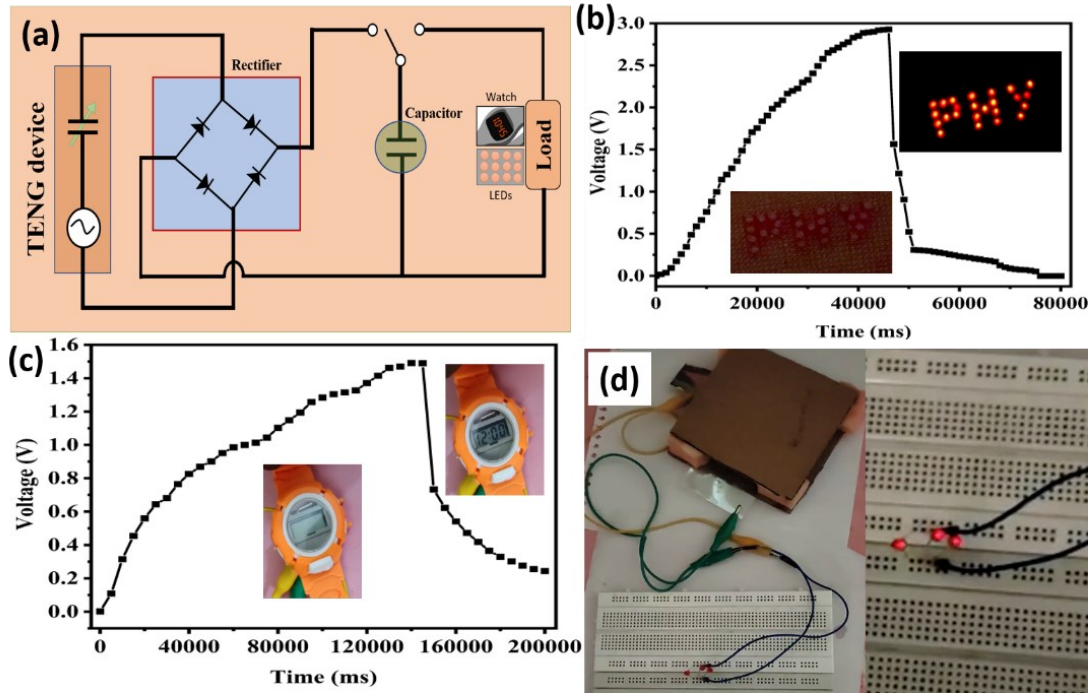 (a)
TENG device
Rectifier
Capacitor
Watch
10:45
LEDs
Load
(b)
Voltage (V)
3.0
2.5
2.0
1.5
1.0
0.5
0.0
0
20000
40000
60000
80000
Time (ms)
PHY
PHY
(c)
Voltage (V)
1.6
1.4
1.2
1.0
0.8
0.6
0.4
0.2
0.0
0
40000
80000
120000
160000
200000
Time (ms)
12:00
(d)